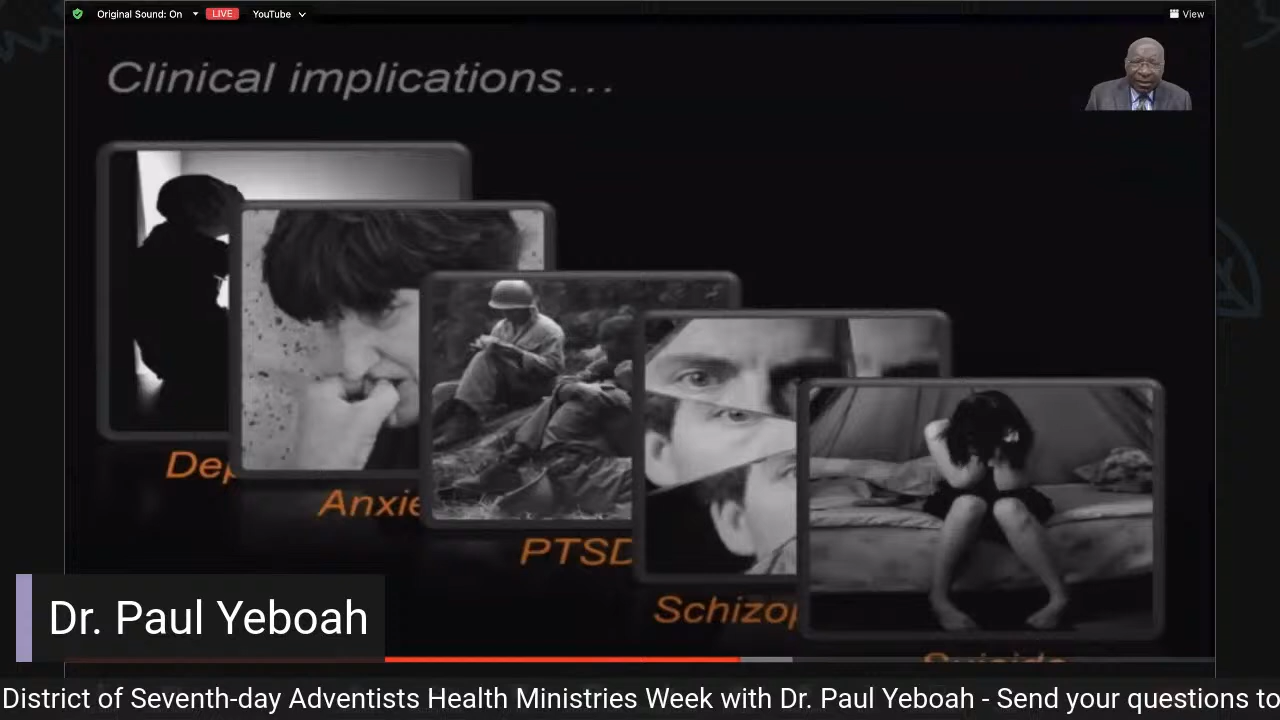 Original Sound: On
LIVE
YouTube
View
Clinical implications...
Dep
Anxie
PTSD
Schizop
Suicide
Dr. Paul Yeboah
District of Seventh-day Adventists Health Ministries Week with Dr. Paul Yeboah - Send your questions to